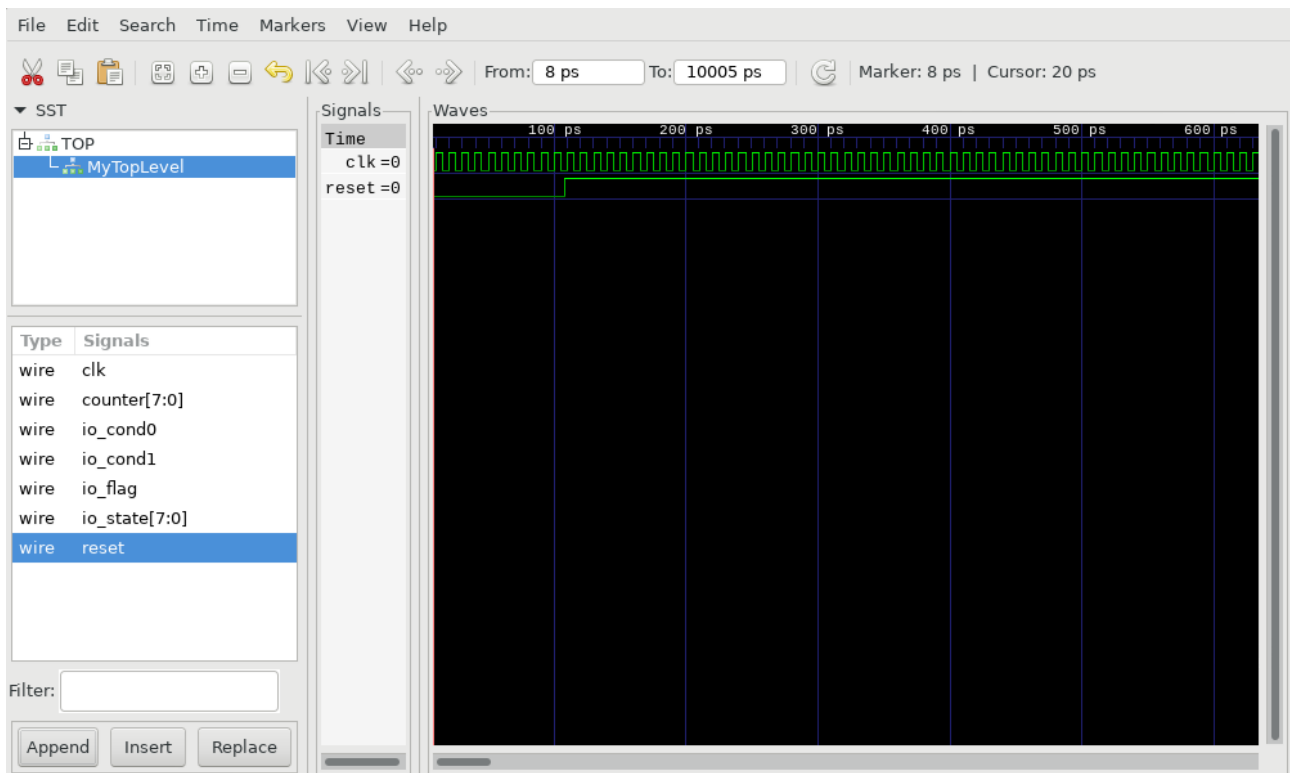 File Edit Search Time Markers View Help
From: 8 ps To: 10005 ps Marker: 8 ps | Cursor: 20 ps
SST
TOP
MyTopLevel
Type Signals
wire clk
wire counter[7:0]
wire io_cond0
wire io_cond1
wire io_flag
wire io_state[7:0]
wire reset
Filter:
Append Insert Replace
Signals
Time
clk=0
reset=0
Waves
100 ps 200 ps 300 ps 400 ps 500 ps 600 ps